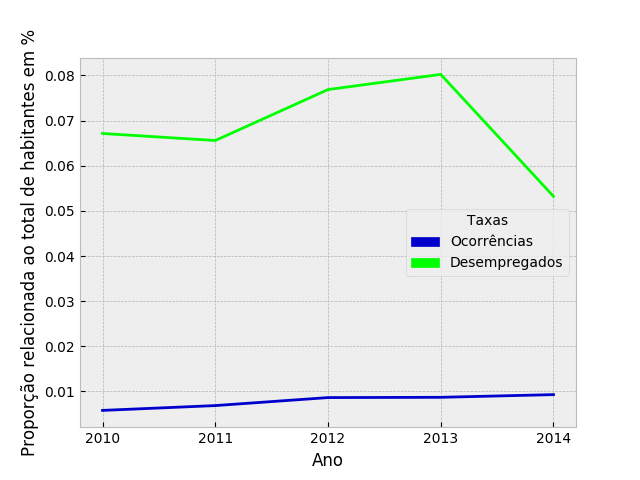 Proporção relacionada ao total de habitantes em %
0.08
0.07
0.06
0.05
0.04
0.03
0.02
0.01
Taxas
Ocorrências
Desempregados
2010 2011 2012 2013 2014
Ano